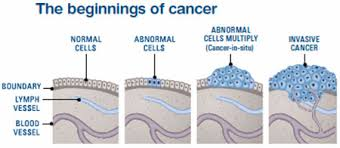 The beginnings of cancer
NORMAL
CELLS
ABNORMAL
CELLS
ABNORMAL
CELLS MULTIPLY
(Cancer-in-situ)
INVASIVE
CANCER
BOUNDARY
LYMPH
VESSEL
BLOOD
VESSEL